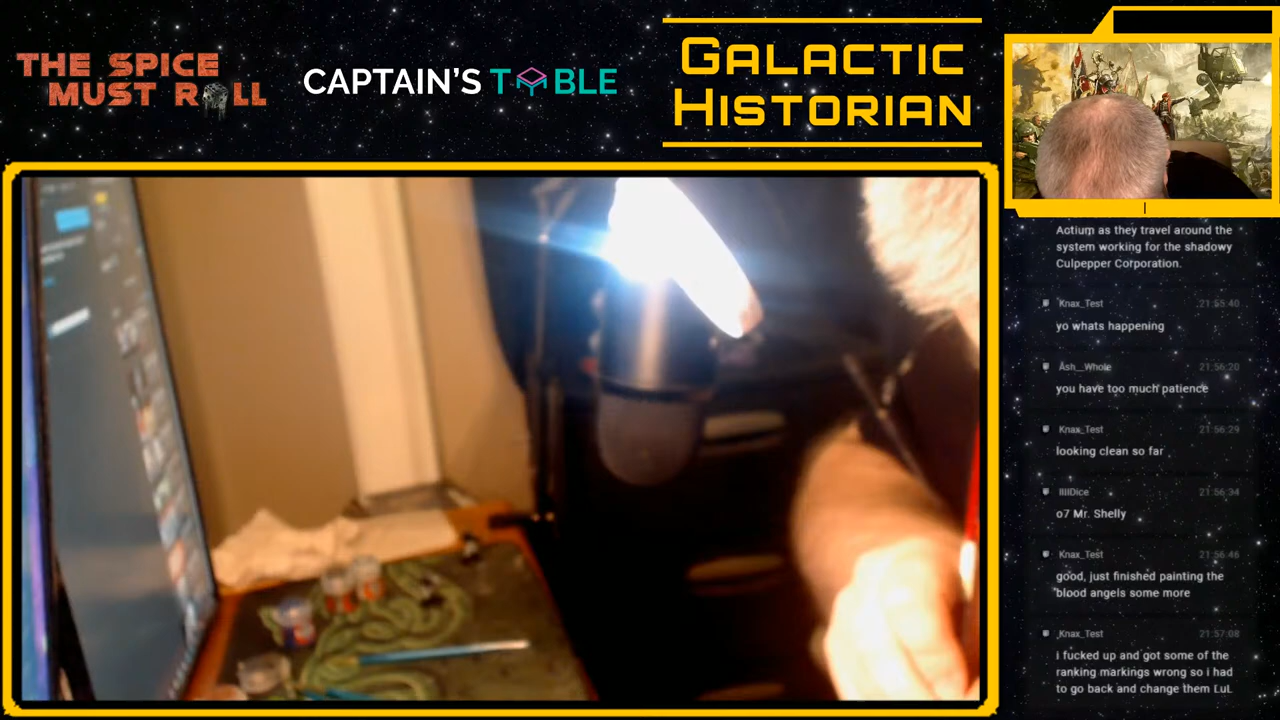 THE SPICE
MUST ROLL
CAPTAIN'S TABLE
GALACTIC
HISTORIAN
Actium as they travel around the
system working for the shadowy
Culpepper Corporation.
Knax_Test 21:55:40
yo whats happening
Ash__Whole 21:56:20
you have too much patience
Knax_Test 21:56:29
looking clean so far
IIIIDice 21:56:34
o7 Mr. Shelly
Knax_Test 21:56:46
good, just finished painting the
blood angels some more
Knax_Test 21:57:08
i fucked up and got some of the
ranking markings wrong so i had
to go back and change them LuL